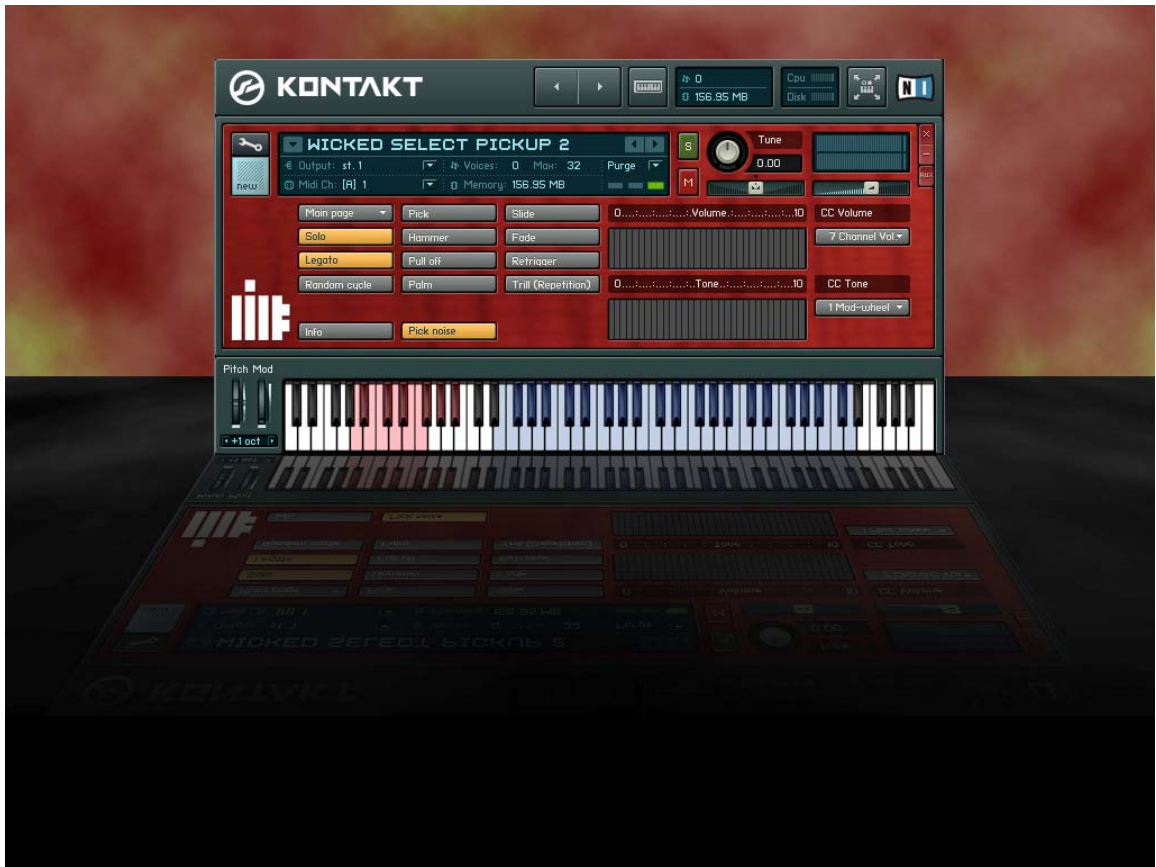 KONTAKT
0
156.95 MB
Cpu
Disk
NI
WICKED SELECT PICKUP 2
Output: st.1 Voices: 0 Max: 32 Purge
Midi Ch: [A] 1 Memory: 156.95 MB
new
S
M
Tune
0.00
AUX
Main page Pick Slide 0....:....:....:.Volume.:....:....:...10 CC Volume
Solo Hammer Fade 7 Channel Vol.
Legato Pull off Retrigger
Random cycle Palm Trill (Repetition) 0....:....:....:..Tone..:....:....:....10 CC Tone
1 Mod-wheel
Info Pick noise
Pitch Mod
+1 oct